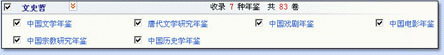 文史哲 收录 7 种年鉴 共 83 卷
中国文学年鉴 唐代文学研究年鉴 中国戏剧年鉴 中国电影年鉴
中国宗教研究年鉴 中国历史学年鉴